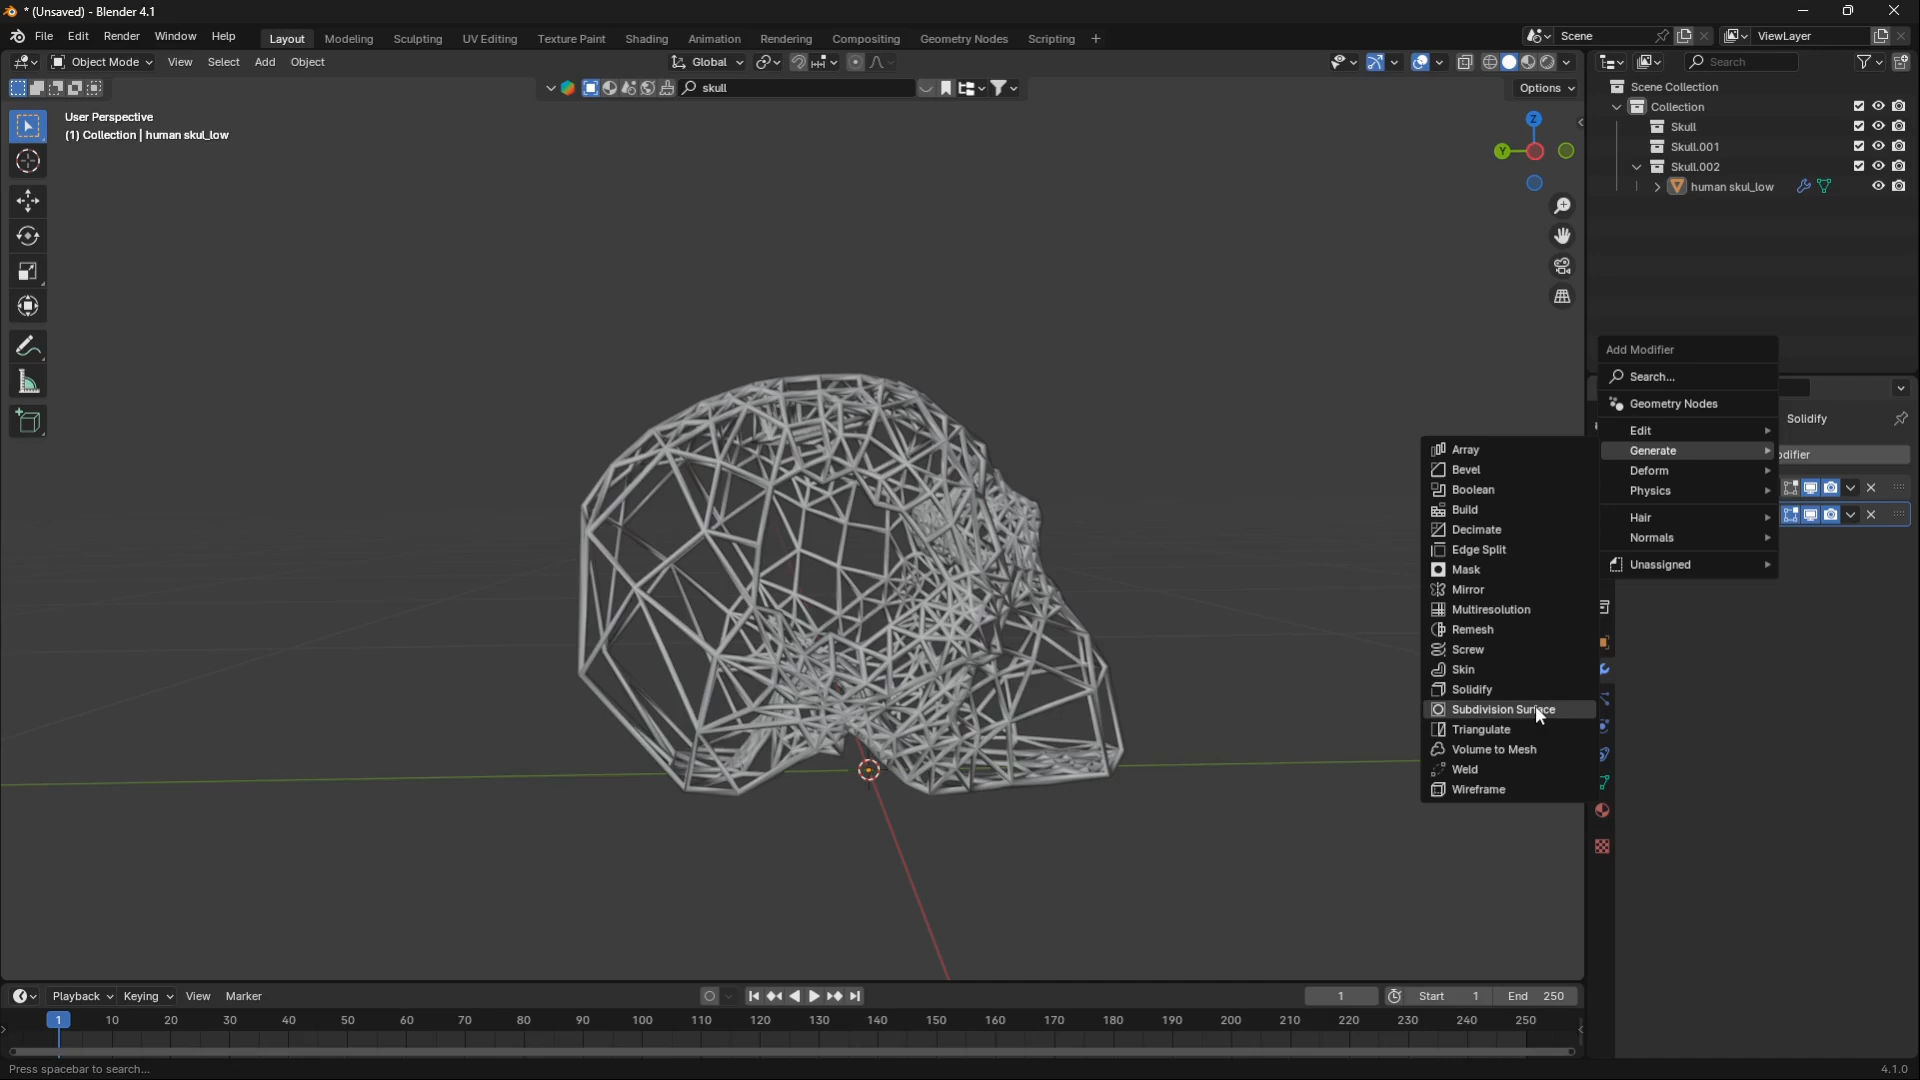 * (Unsaved) - Blender 4.1
File Edit Render Window Help Layout Modeling Sculpting UV Editing Texture Paint Shading Animation Rendering Compositing Geometry Nodes Scripting + Scene ViewLayer
Object Mode View Select Add Object Global Search
skull Options
User Perspective
(1) Collection | human skul_low
Z
Y
Scene Collection
Collection
Skull
Skull.001
Skull.002
human skul_low
Add Modifier
Search...
Geometry Nodes
Solidify
Edit
Generate
odifier
Deform
Physics
Hair
Normals
Unassigned
Array
Bevel
Boolean
Build
Decimate
Edge Split
Mask
Mirror
Multiresolution
Remesh
Screw
Skin
Solidify
Subdivision Surface
Triangulate
Volume to Mesh
Weld
Wireframe
Playback Keying View Marker 1 Start 1 End 250
1 10 20 30 40 50 60 70 80 90 100 110 120 130 140 150 160 170 180 190 200 210 220 230 240 250
Press spacebar to search... 4.1.0